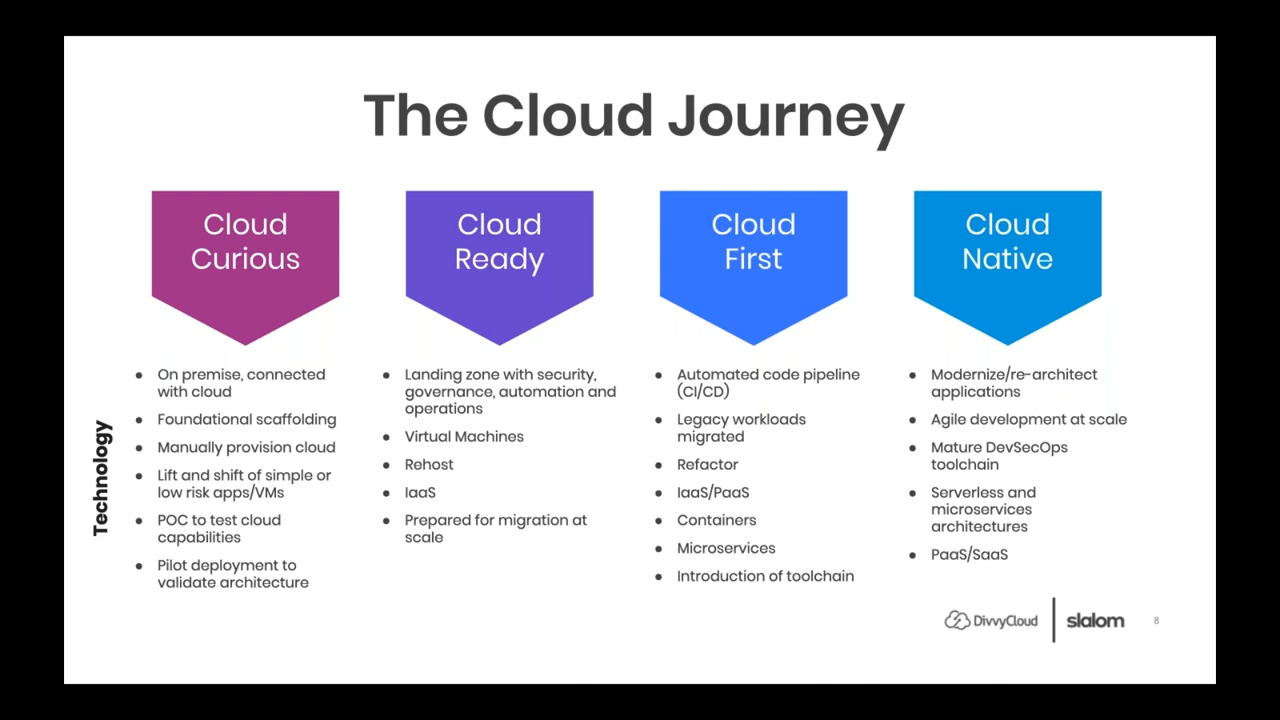 The Cloud Journey
Cloud
Curious
Cloud
Ready
Cloud
First
Cloud
Native
Technology
• On premise, connected
with cloud
• Foundational scaffolding
• Manually provision cloud
• Lift and shift of simple or
low risk apps/VMs
• POC to test cloud
capabilities
• Pilot deployment to
validate architecture
• Landing zone with security,
governance, automation and
operations
• Virtual Machines
• Rehost
• IaaS
• Prepared for migration at
scale
• Automated code pipeline
(CI/CD)
• Legacy workloads
migrated
• Refactor
• IaaS/PaaS
• Containers
• Microservices
• Introduction of toolchain
• Modernize/re-architect
applications
• Agile development at scale
• Mature DevSecOps
toolchain
• Serverless and
microservices
architectures
• PaaS/SaaS
DivvyCloud
slalom
8